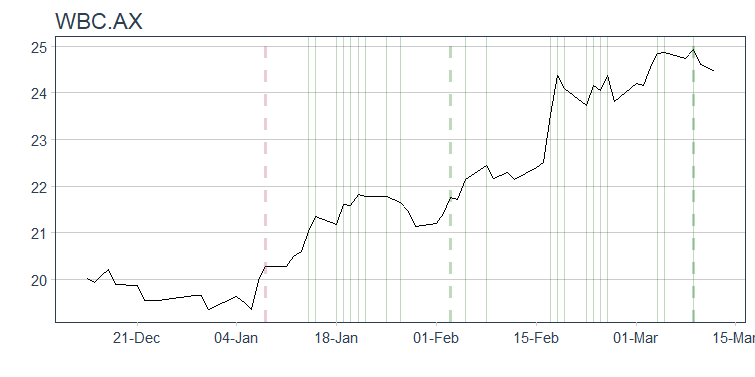 WBC.AX
25
24
23
22
21
20
21-Dec
04-Jan
18-Jan
01-Feb
15-Feb
01-Mar
15-Mar